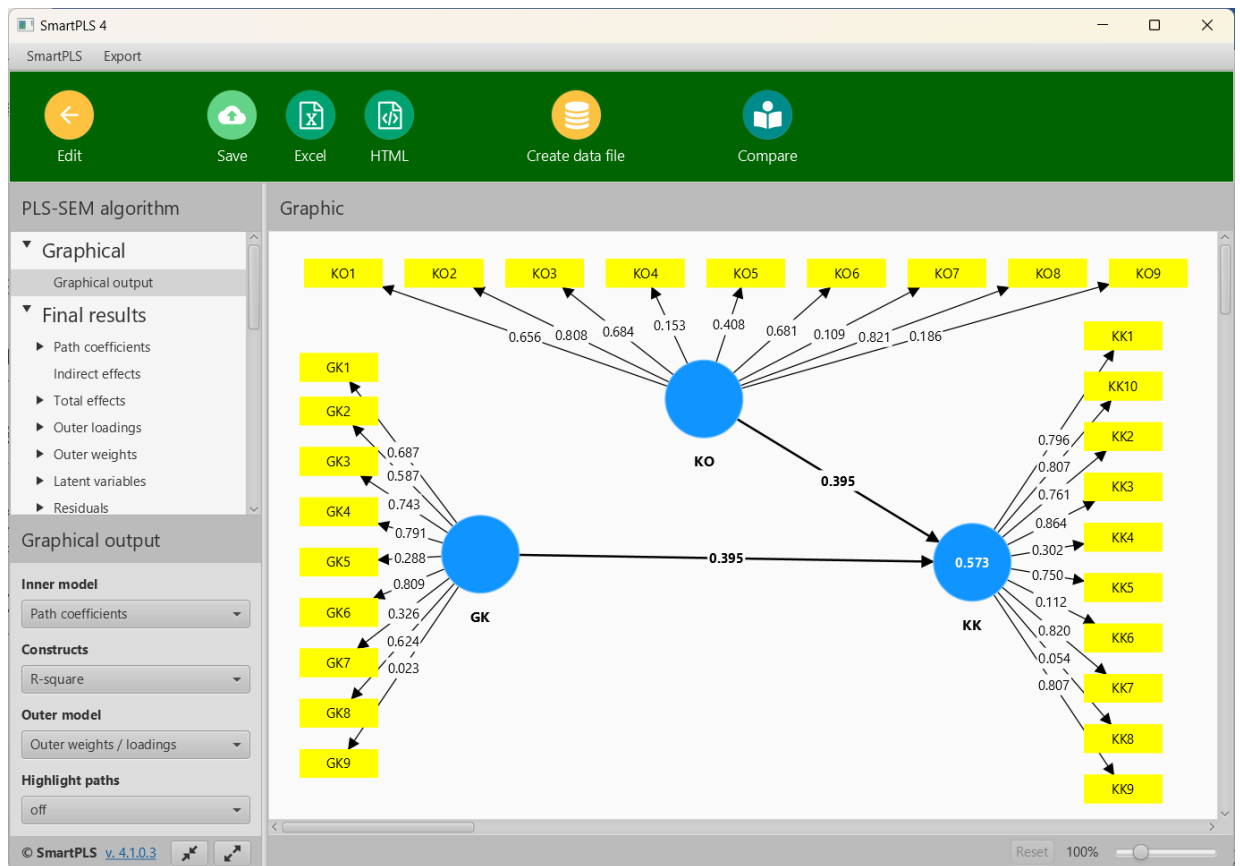 SmartPLS 4
SmartPLS Export
Edit Save Excel HTML Create data file Compare
PLS-SEM algorithm
Graphical
Graphical output
Final results
Path coefficients
Indirect effects
Total effects
Outer loadings
Outer weights
Latent variables
Residuals
Graphical output
Inner model
Path coefficients
Constructs
R-square
Outer model
Outer weights / loadings
Highlight paths
off
© SmartPLS v. 4.1.0.3
Graphic
KO1 KO2 KO3 KO4 KO5 KO6 KO7 KO8 KO9
0.656 0.808 0.684 0.153 0.408 0.681 0.109 0.821 0.186
KO
GK1
GK2
GK3
GK4
GK5
GK6
GK7
GK8
GK9
0.687
0.587
0.743
0.791
0.288
0.809
0.326
0.624
0.023
GK
0.395
0.395
0.573
KK
0.796
0.807
0.761
0.864
0.302
0.750
0.112
0.820
0.054
0.807
KK1
KK10
KK2
KK3
KK4
KK5
KK6
KK7
KK8
KK9
Reset 100%